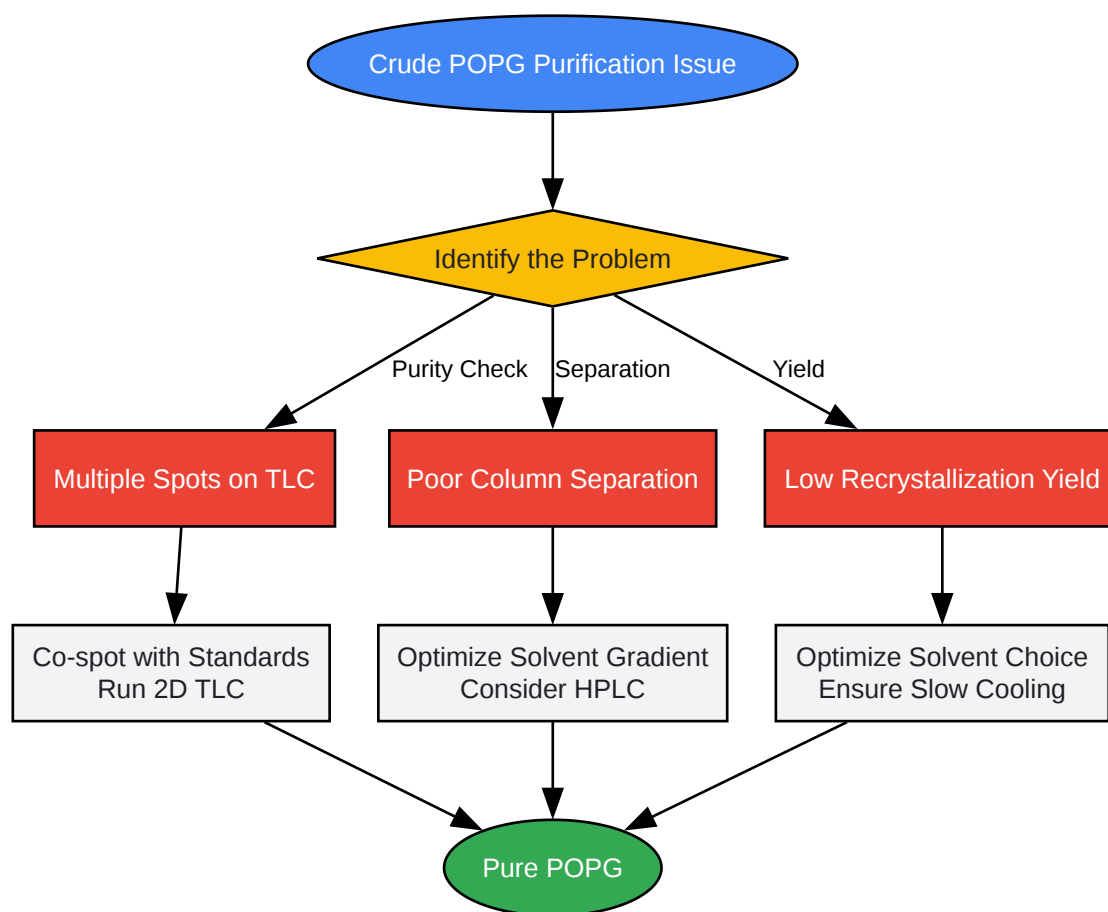 Crude POPG Purification Issue
Identify the Problem
Purity Check
Separation
Yield
Multiple Spots on TLC
Poor Column Separation
Low Recrystallization Yield
Co-spot with Standards
Run 2D TLC
Optimize Solvent Gradient
Consider HPLC
Optimize Solvent Choice
Ensure Slow Cooling
Pure POPG